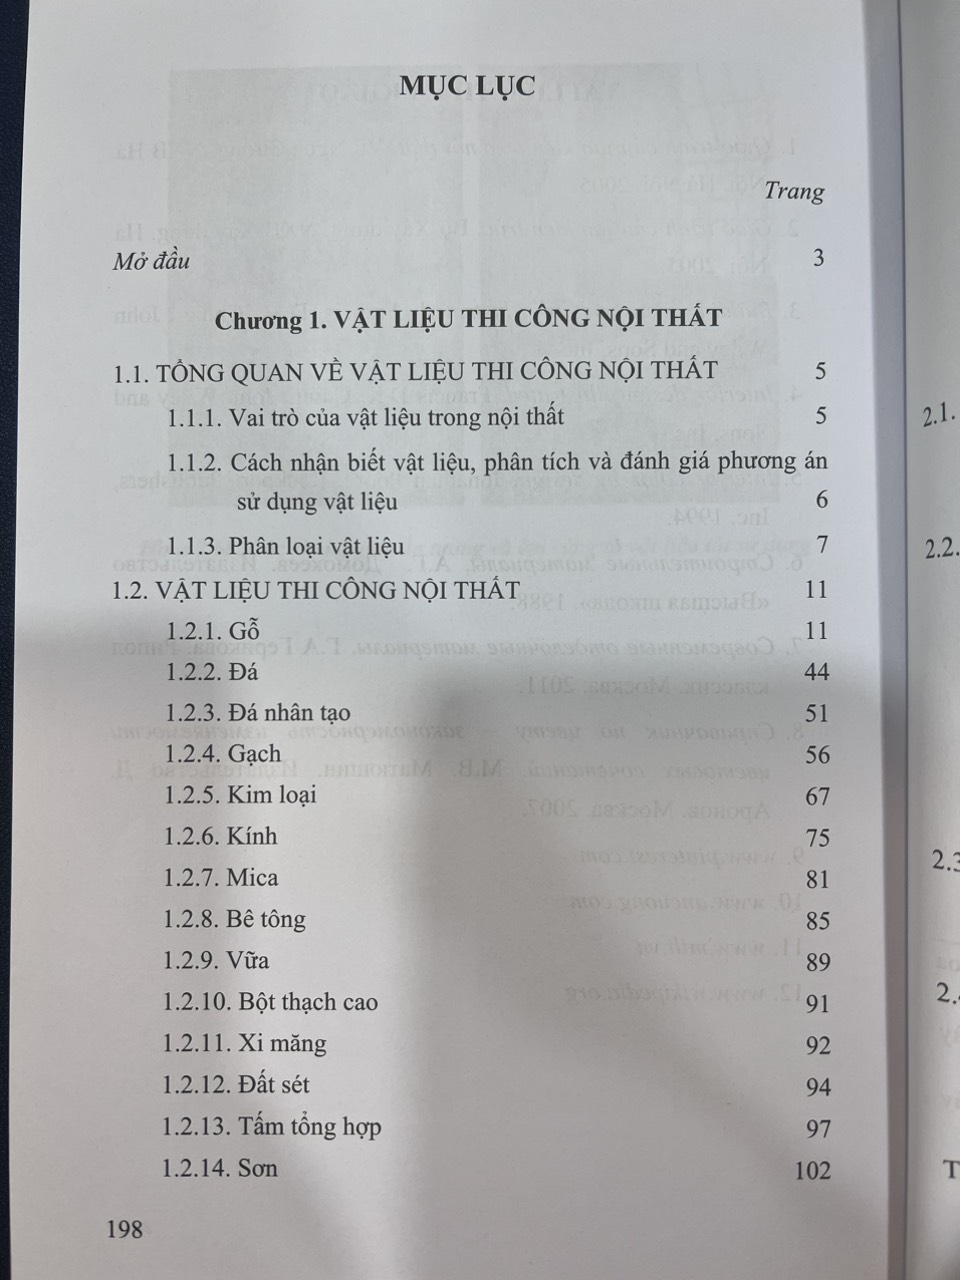 MỤC LỤC
Trang
Mở đầu 3
Chương 1. VẬT LIỆU THI CÔNG NỘI THẤT
1.1. TỔNG QUAN VỀ VẬT LIỆU THI CÔNG NỘI THẤT 5
1.1.1. Vai trò của vật liệu trong nội thất 5
1.1.2. Cách nhận biết vật liệu, phân tích và đánh giá phương án
sử dụng vật liệu 6
1.1.3. Phân loại vật liệu 7
1.2. VẬT LIỆU THI CÔNG NỘI THẤT 11
1.2.1. Gỗ 11
1.2.2. Đá 44
1.2.3. Đá nhân tạo 51
1.2.4. Gạch 56
1.2.5. Kim loại 67
1.2.6. Kính 75
1.2.7. Mica 81
1.2.8. Bê tông 85
1.2.9. Vữa 89
1.2.10. Bột thạch cao 91
1.2.11. Xi măng 92
1.2.12. Đất sét 94
1.2.13. Tấm tổng hợp 97
1.2.14. Sơn 102
198
2.1.
2.2.
2.3
2.
T